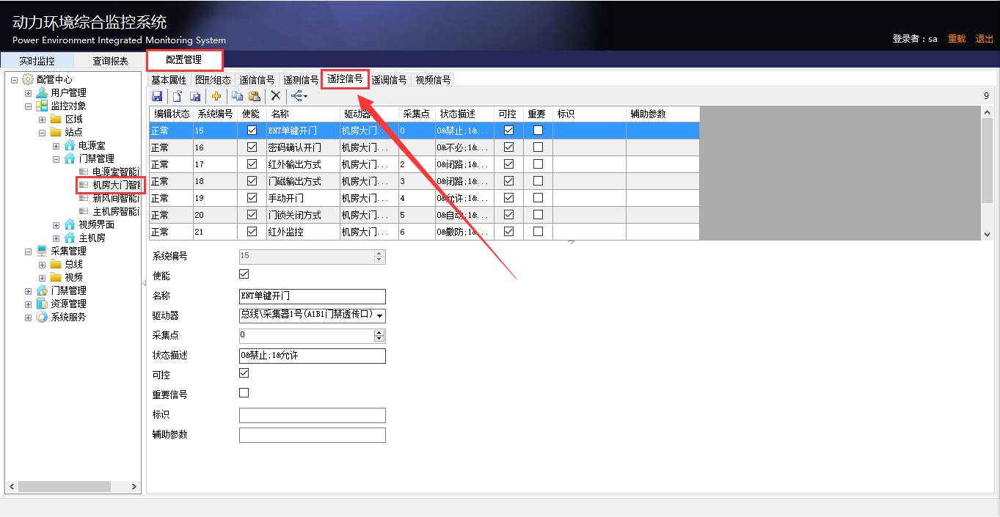 动力环境综合监控系统
Power Environment Integrated Monitoring System
登录者：sa 重载 退出
实时监控 查询报表 配置管理
配管中心
用户管理
监控对象
区域
站点
电源室
门禁管理
电源室智能门
机房大门智能
新风间智能门
主机房智能门
视频界面
主机房
采集管理
总线
视频
门禁管理
资源管理
系统服务
基本属性 图形组态 遥信信号 遥测信号 遥控信号 遥调信号 视频信号
9
编辑状态 系统编号 使能 名称 驱动器 采集点 状态描述 可控 重要 标识 辅助参数
正常 15 ENT单键开门 机房大门... 0 0&禁止;1&...
正常 16 密码确认开门 机房大门... 0&不必;1&...
正常 17 红外输出方式 机房大门... 2 0&闭路;1&...
正常 18 门磁输出方式 机房大门... 3 0&闭路;1&...
正常 19 手动开门 机房大门... 4 0&允许;1&...
正常 20 门锁关闭方式 机房大门... 5 0&自动;1&...
正常 21 红外监控 机房大门... 6 0&撤防;1&...
系统编号 15
使能
名称 ENT单键开门
驱动器 总线\采集器1号(A1B1门禁透传口)
采集点 0
状态描述 0&禁止;1&允许
可控
重要信号
标识
辅助参数